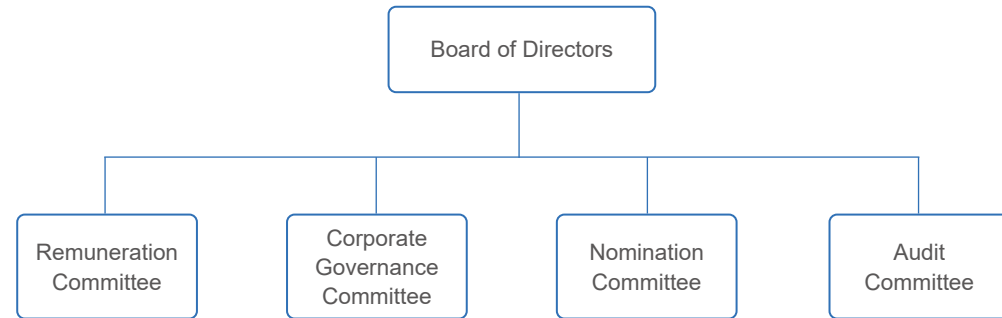 Board of Directors
Remuneration
Committee
Corporate
Governance
Committee
Nomination
Committee
Audit
Committee